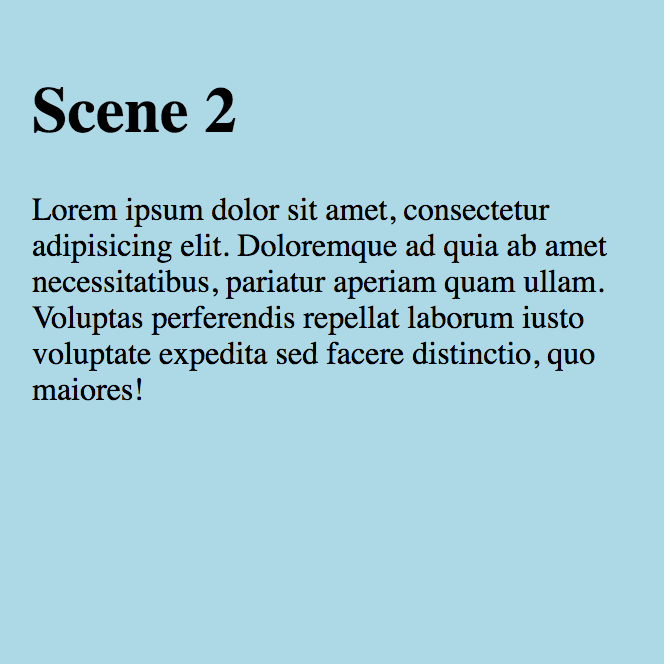 Scene 2
Lorem ipsum dolor sit amet, consectetur
adipisicing elit. Doloremque ad quia ab amet
necessitatibus, pariatur aperiam quam ullam.
Voluptas perferendis repellat laborum iusto
voluptate expedita sed facere distinctio, quo
maiores!